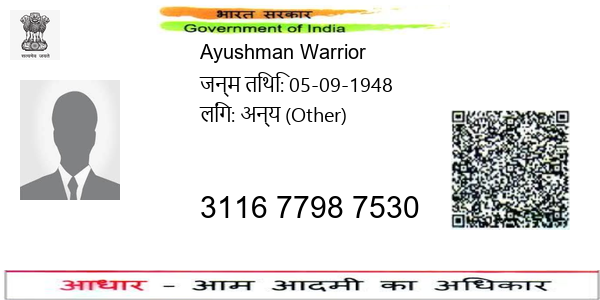 भारत सरकार
Government of India
सत्यमेव जयते
Ayushman Warrior
जन्म तिथि: 05-09-1948
लिंग: अन्य (Other)
3116 7798 7530
आधार - आम आदमी का अधिकार